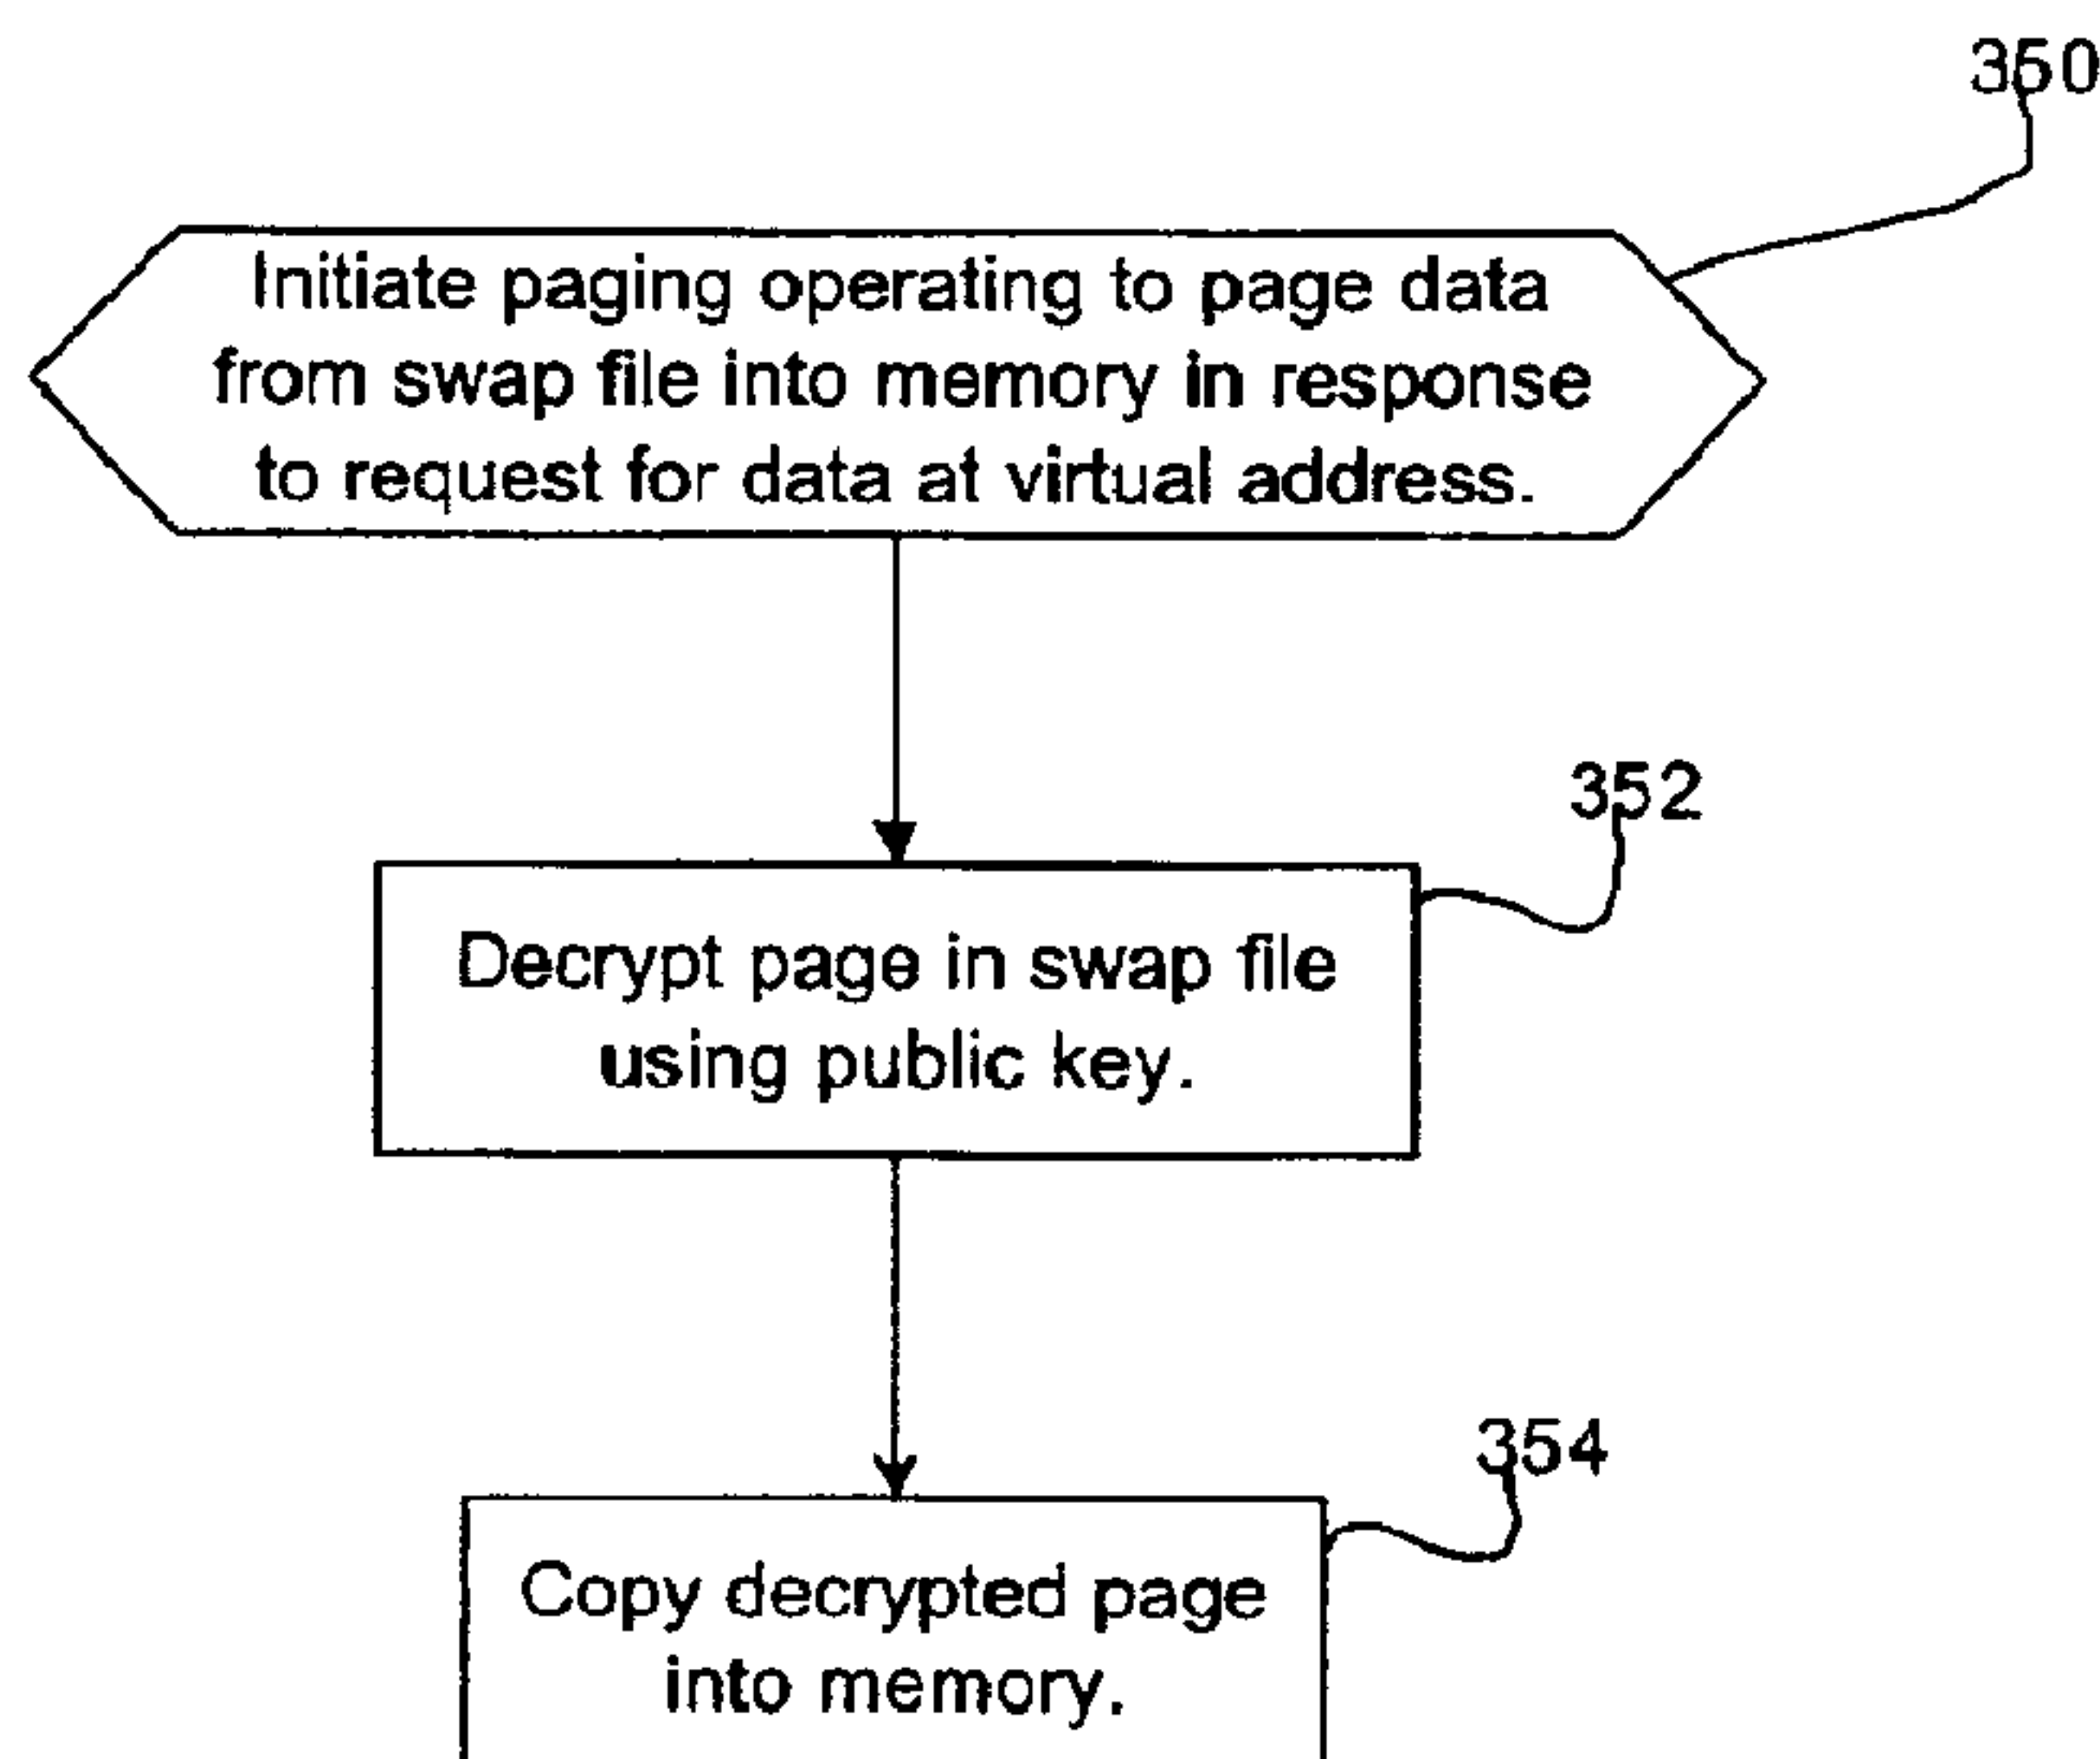 350
Initiate paging operating to page data
from swap file into memory in response
to request for data at virtual address.
352
Decrypt page in swap file
using public key.
354
Copy decrypted page
into memory.